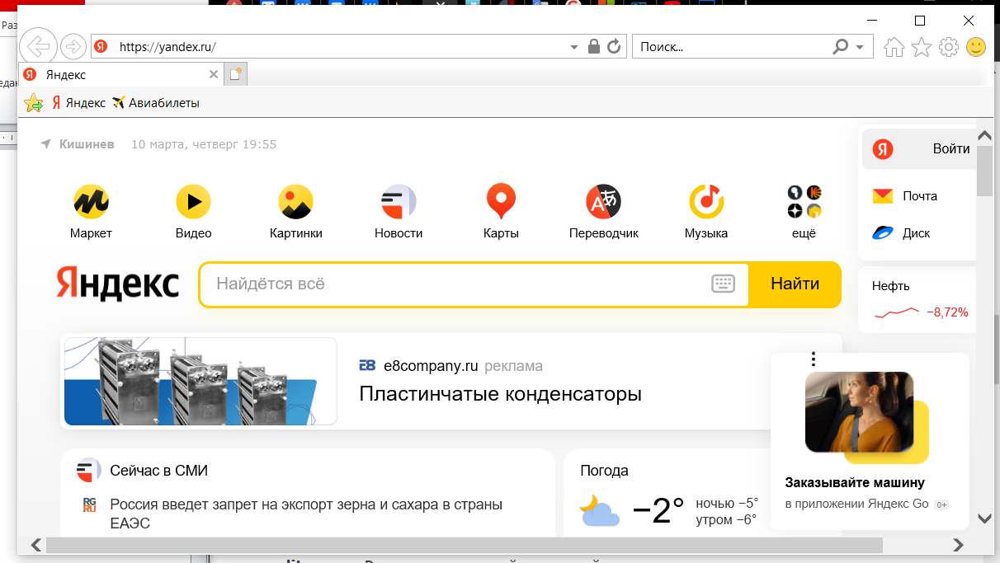 Раз
https://yandex.ru/
Поиск...
Яндекс
Яндекс
Авиабилеты
Кишинев 10 марта, четверг 19:55
Войти
Почта
Диск
Маркет
Видео
Картинки
Новости
Карты
Переводчик
Музыка
ещё
Яндекс
Найдётся всё
Найти
Нефть
−8,72%
e8company.ru реклама
Пластинчатые конденсаторы
Заказывайте машину
в приложении Яндекс Go 0+
Сейчас в СМИ
RG
RU
Россия введет запрет на экспорт зерна и сахара в страны
ЕАЭС
Погода
−2°
ночью −5°
утром −6°